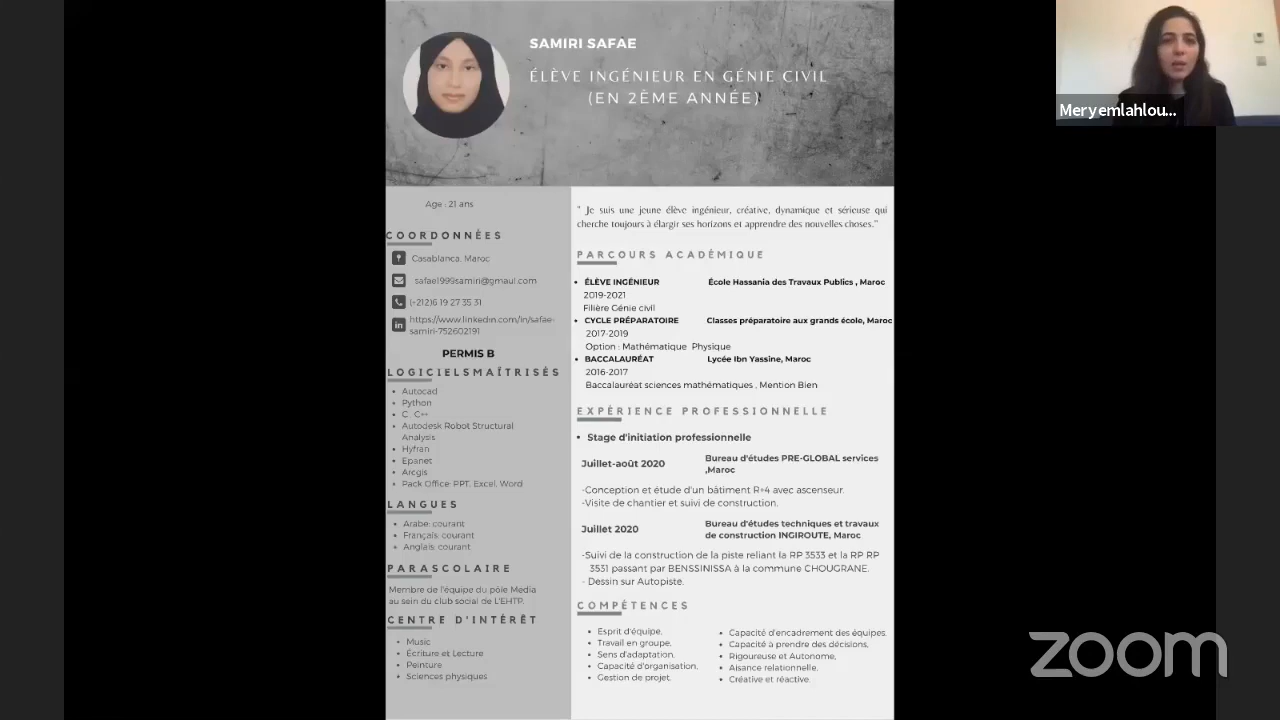 SAMIRI SAFAE
ÉLÈVE INGÉNIEUR EN GÉNIE CIVIL
(EN 2ÈME ANNÉE)
Meryemlahlou...
Age : 21 ans
COORDONNÉES
Casablanca, Maroc
safae1999samiri@gmaul.com
(+212)6 19 27 35 31
https://www.linkedin.com/in/safae-
samiri-752602191
PERMIS B
LOGICIELSMAÎTRISÉS
• Autocad
• Python
• C , C++
• Autodesk Robot Structural
Analysis
• Hyfran
• Epanet
• Arcgis
• Pack Office: PPT, Excel, Word
LANGUES
• Arabe: courant
• Français: courant
• Anglais: courant
PARASCOLAIRE
Membre de l'équipe du pôle Media
au sein du club social de L'EHTP.
CENTRE D'INTÉRÊT
• Music
• Écriture et Lecture
• Peinture
• Sciences physiques
" Je suis une jeune élève ingénieur, créative, dynamique et sérieuse qui
cherche toujours à élargir ses horizons et apprendre des nouvelles choses."
PARCOURS ACADÉMIQUE
• ÉLÈVE INGÉNIEUR École Hassania des Travaux Publics , Maroc
2019-2021
Filière Génie civil
• CYCLE PRÉPARATOIRE Classes préparatoire aux grands école, Maroc
2017-2019
Option : Mathématique Physique
• BACCALAURÉAT Lycée Ibn Yassine, Maroc
2016-2017
Baccalauréat sciences mathématiques , Mention Bien
EXPÉRIENCE PROFESSIONNELLE
• Stage d'initiation professionnelle
Juillet-août 2020 Bureau d'études PRE-GLOBAL services
,Maroc
-Conception et étude d'un bâtiment R+4 avec ascenseur.
-Visite de chantier et suivi de construction.
Juillet 2020 Bureau d'études techniques et travaux
de construction INGIROUTE, Maroc
-Suivi de la construction de la piste reliant la RP 3533 et la RP RP
3531 passant par BENSSINISSA à la commune CHOUGRANE.
- Dessin sur Autopiste.
COMPÉTENCES
• Esprit d'équipe,
• Travail en groupe,
• Sens d'adaptation,
• Capacité d'organisation,
• Gestion de projet,
• Capacité d'encadrement des équipes,
• Capacité à prendre des décisions,
• Rigoureuse et Autonome,
• Aisance relationnelle,
• Créative et réactive.
zoom